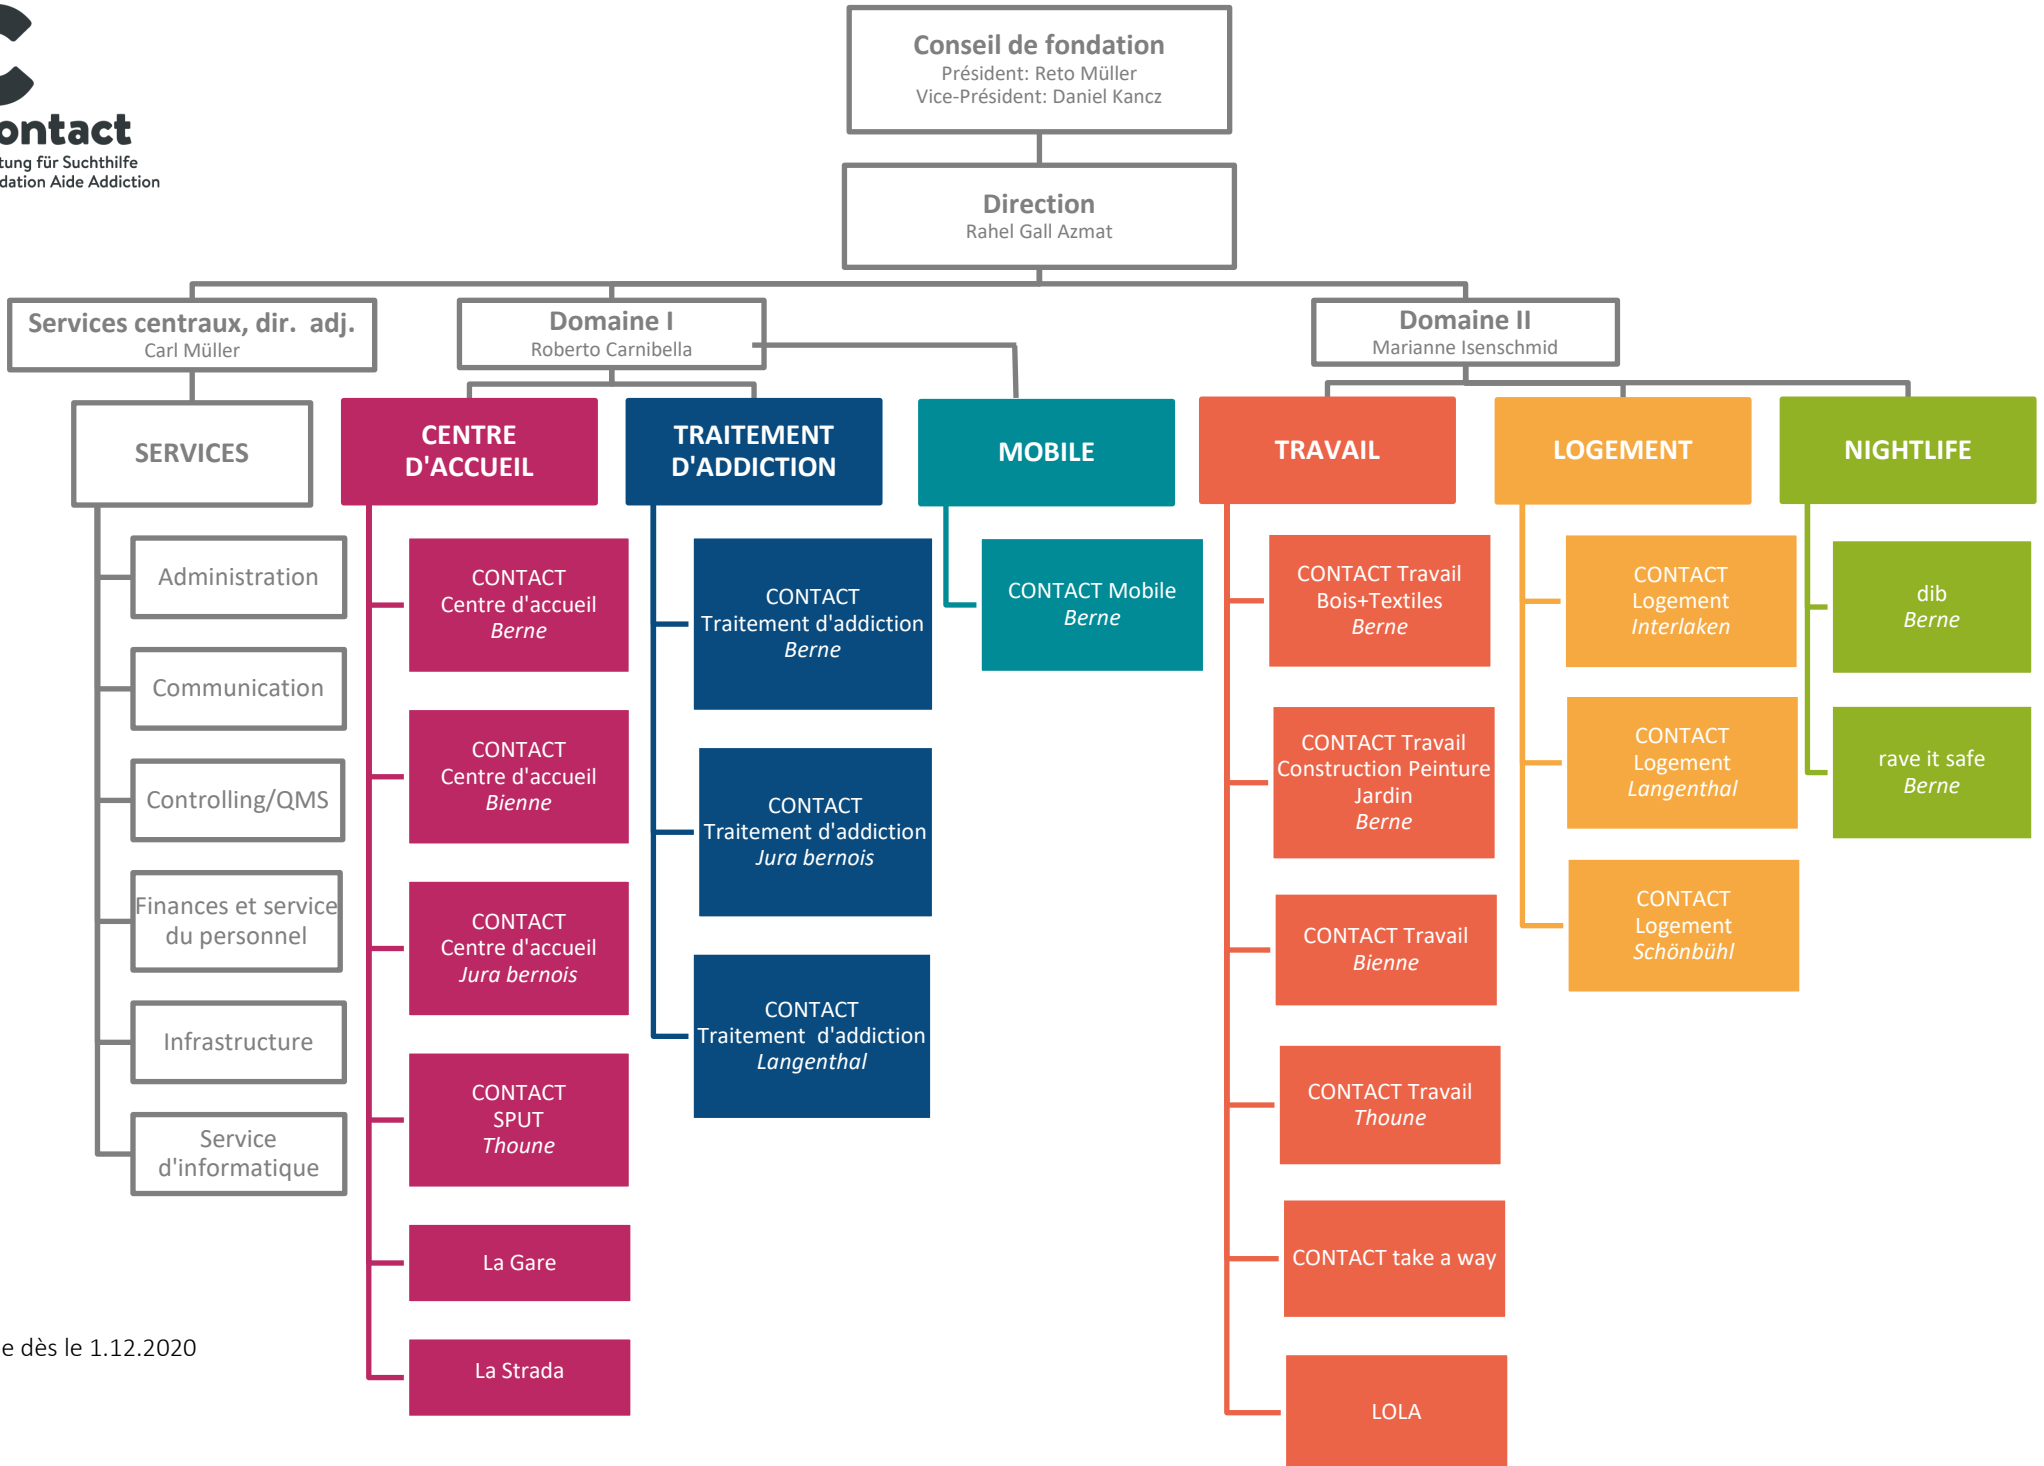 Contact
tung für Suchthilfe
dation Aide Addiction
Conseil de fondation
Président: Reto Müller
Vice-Président: Daniel Kancz
Direction
Rahel Gall Azmat
Services centraux, dir. adj.
Carl Müller
Domaine I
Roberto Carnibella
Domaine II
Marianne Isenschmid
SERVICES
Administration
Communication
Controlling/QMS
Finances et service
du personnel
Infrastructure
Service
d'informatique
CENTRE
D'ACCUEIL
CONTACT
Centre d'accueil
Berne
CONTACT
Centre d'accueil
Bienne
CONTACT
Centre d'accueil
Jura bernois
CONTACT
SPUT
Thoune
La Gare
La Strada
TRAITEMENT
D'ADDICTION
CONTACT
Traitement d'addiction
Berne
CONTACT
Traitement d'addiction
Jura bernois
CONTACT
Traitement d'addiction
Langenthal
MOBILE
CONTACT Mobile
Berne
TRAVAIL
CONTACT Travail
Bois+Textiles
Berne
CONTACT Travail
Construction Peinture
Jardin
Berne
CONTACT Travail
Bienne
CONTACT Travail
Thoune
CONTACT take a way
LOLA
LOGEMENT
CONTACT
Logement
Interlaken
CONTACT
Logement
Langenthal
CONTACT
Logement
Schönbühl
NIGHTLIFE
dib
Berne
rave it safe
Berne
e dès le 1.12.2020